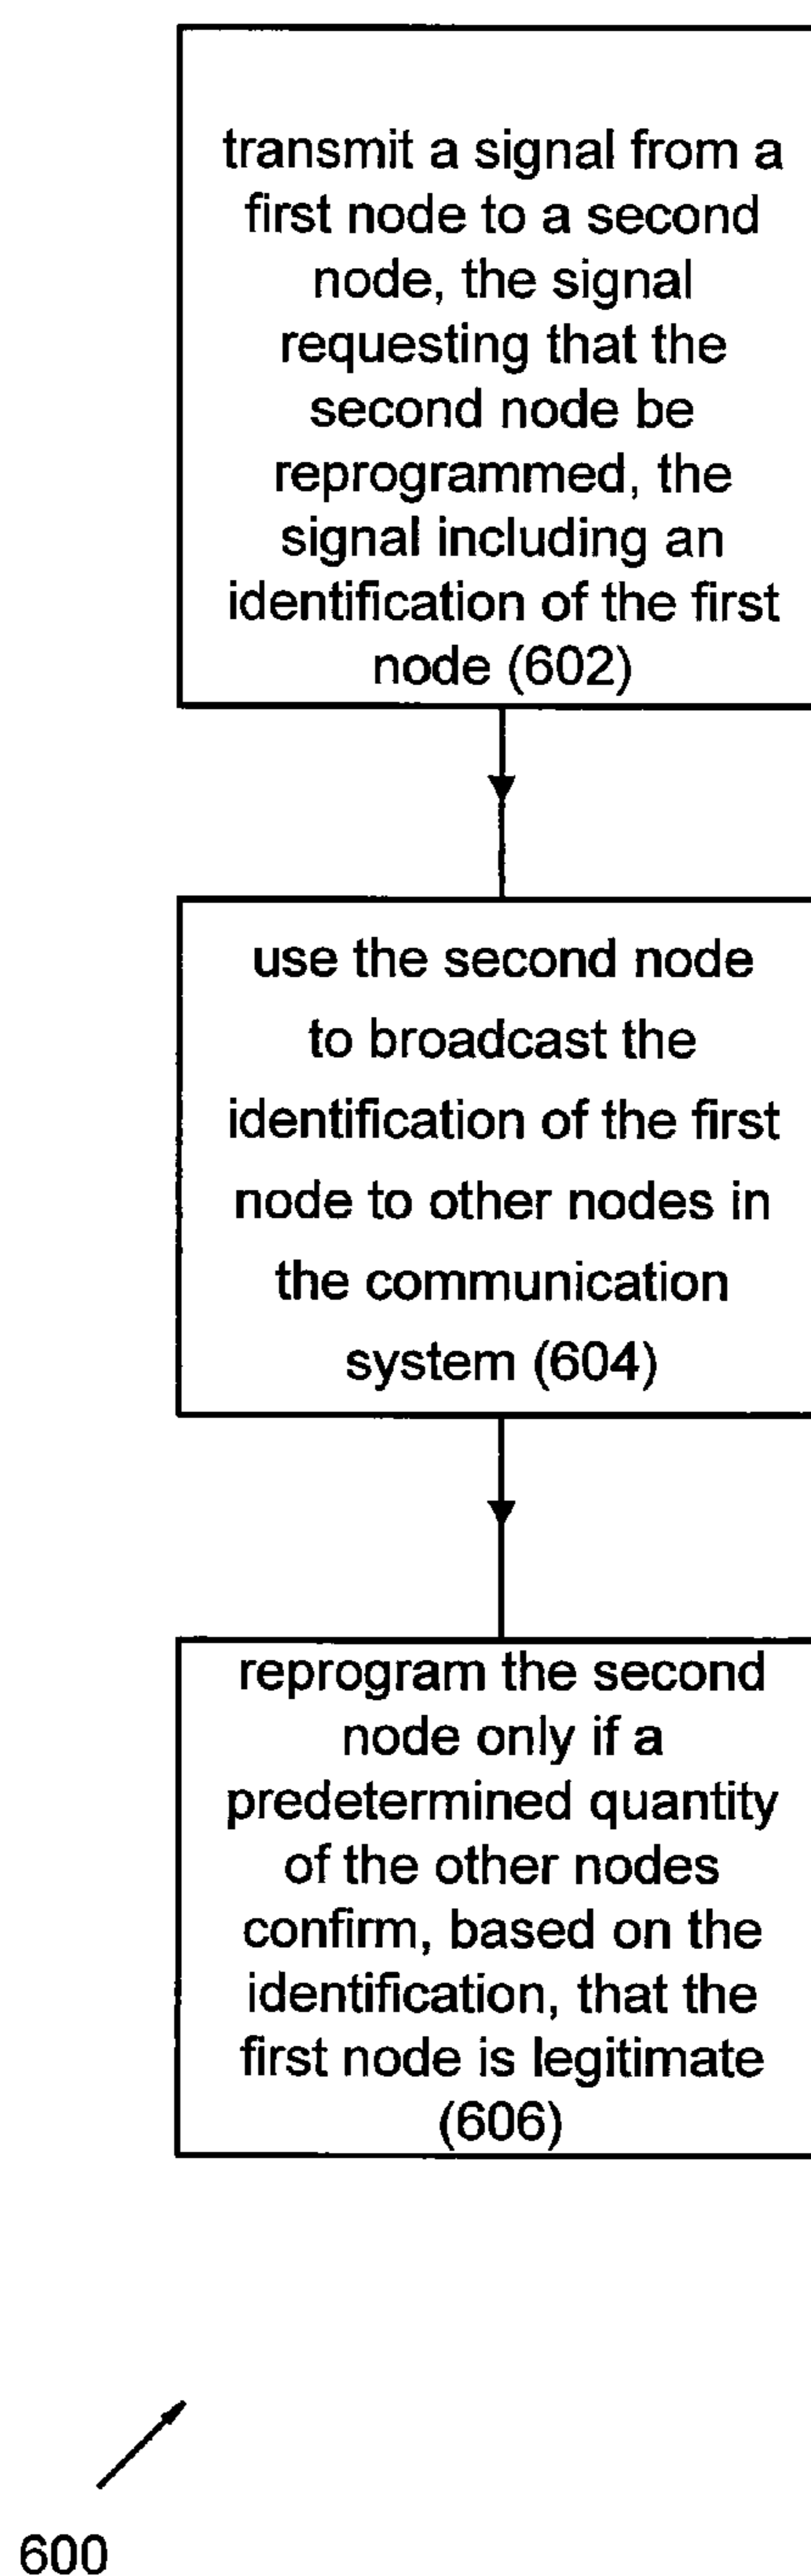 transmit a signal from a
first node to a second
node, the signal
requesting that the
second node be
reprogrammed, the
signal including an
identification of the first
node (602)
use the second node
to broadcast the
identification of the first
node to other nodes in
the communication
system (604)
reprogram the second
node only if a
predetermined quantity
of the other nodes
confirm, based on the
identification, that the
first node is legitimate
(606)
600